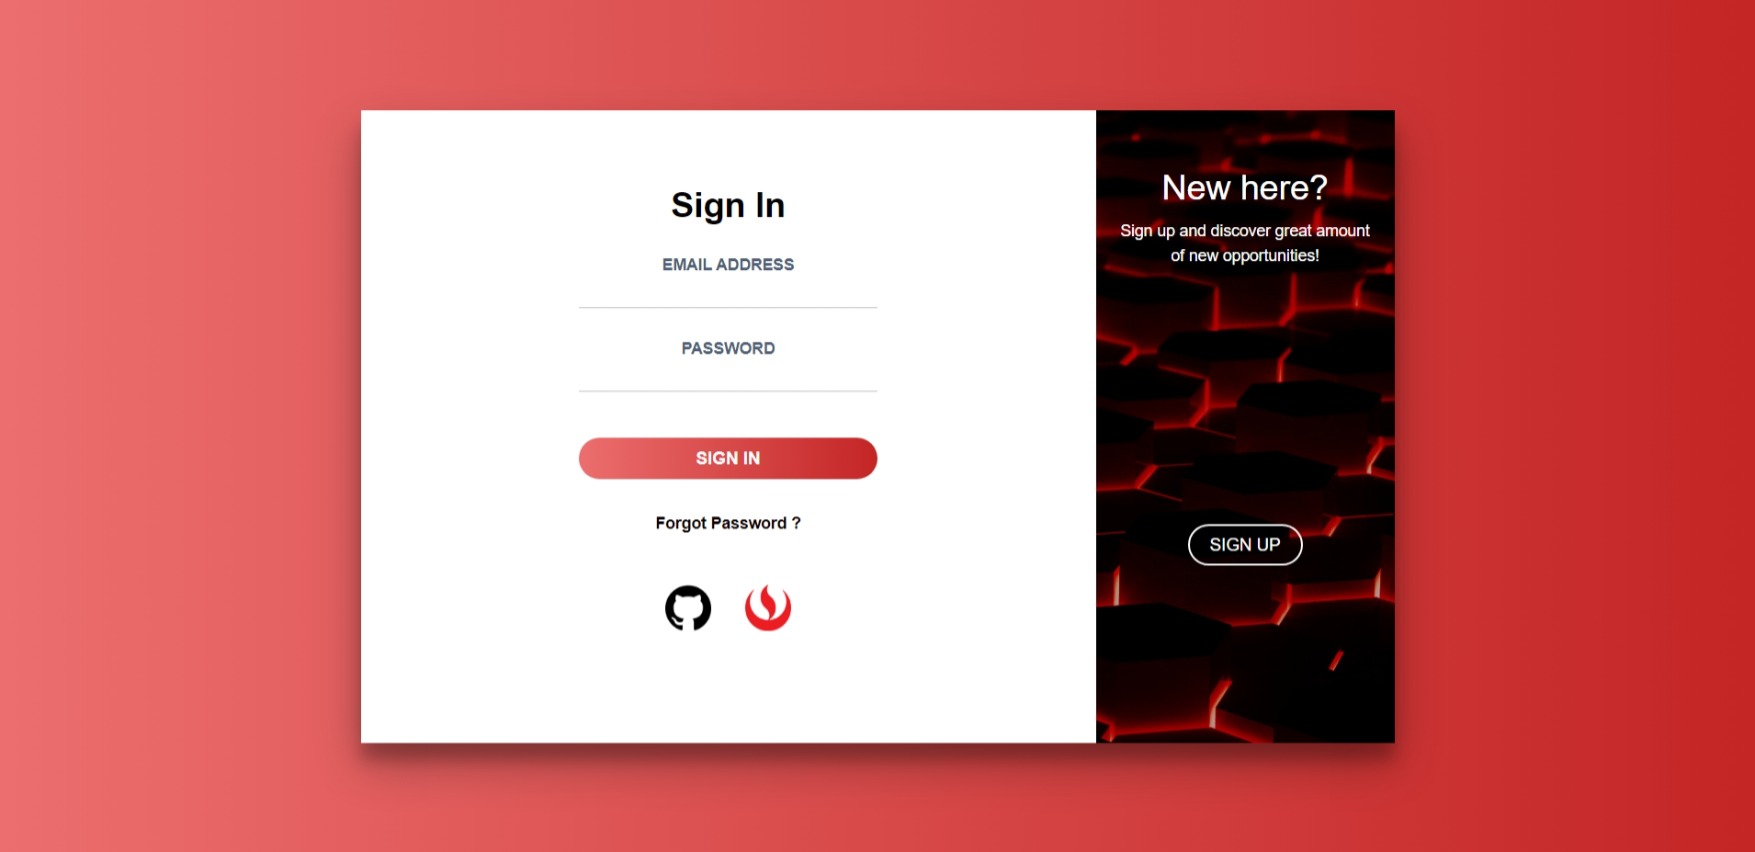 Sign In
EMAIL ADDRESS
PASSWORD
SIGN IN
Forgot Password ?
New here?
Sign up and discover great amount
of new opportunities!
SIGN UP